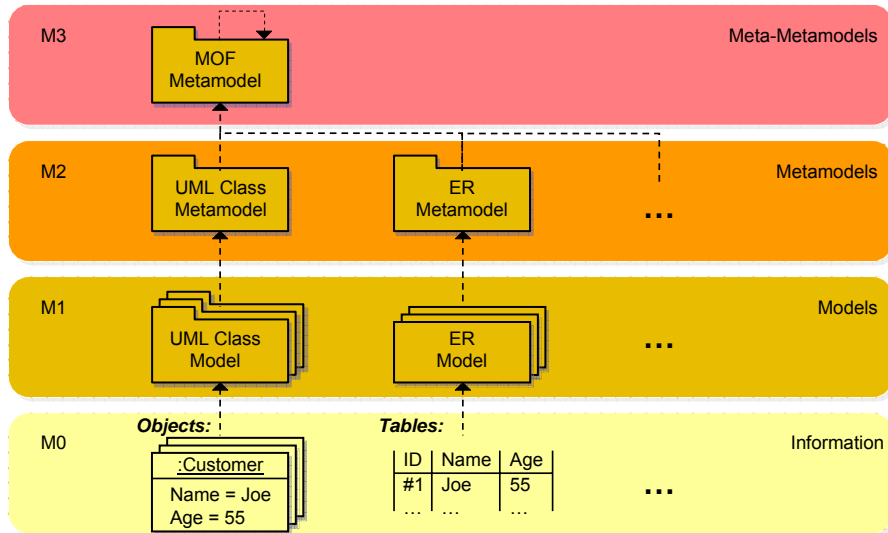 M3
MOF
Metamodel
Meta-Metamodels
M2
UML Class
Metamodel
ER
Metamodel
...
Metamodels
M1
UML Class
Model
ER
Model
...
Models
M0
Objects:
:Customer
Name = Joe
Age = 55
Tables:
ID Name Age
#1 Joe 55
... ... ...
...
Information